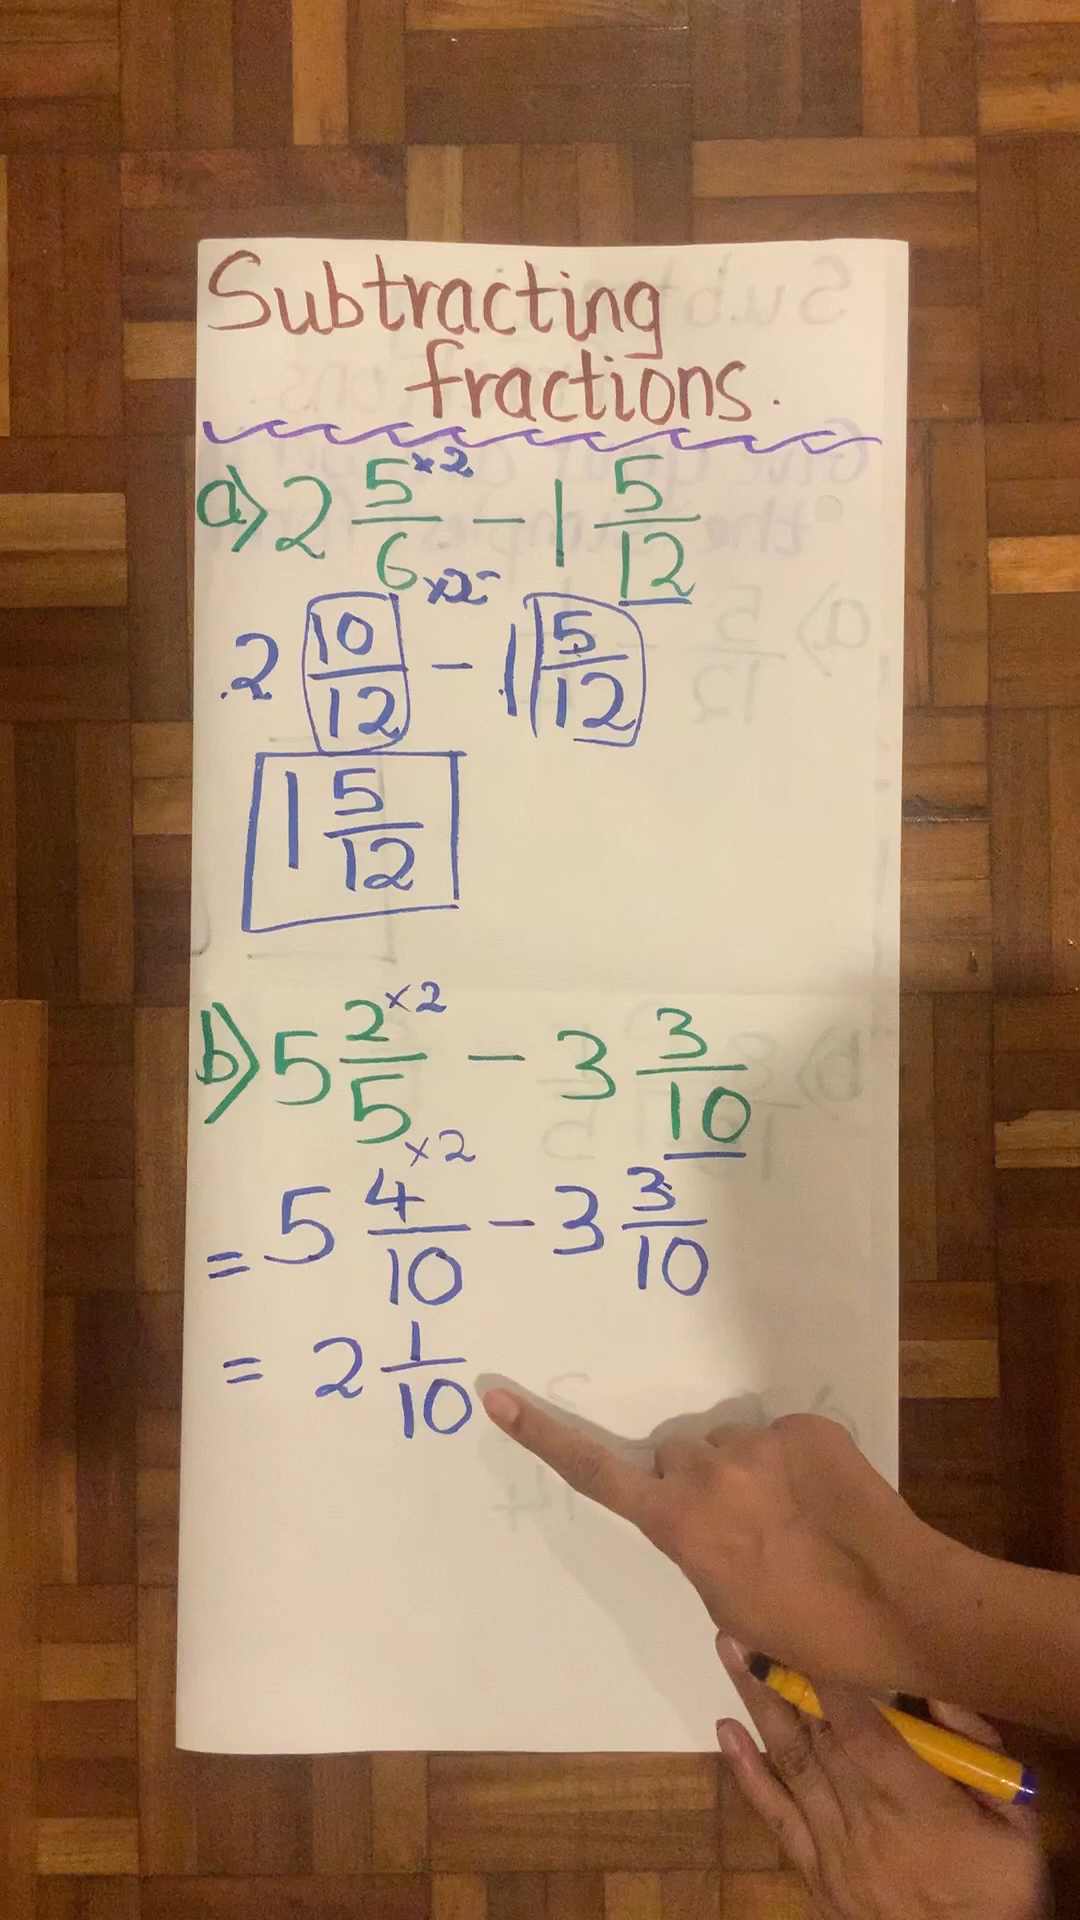 Subtracting
fractions.
a) 2 5×2/6×2 - 1 5/12
2 10/12 - 1 5/12
1 5/12
b) 5 2×2/5×2 - 3 3/10
= 5 4/10 - 3 3/10
= 2 1/10